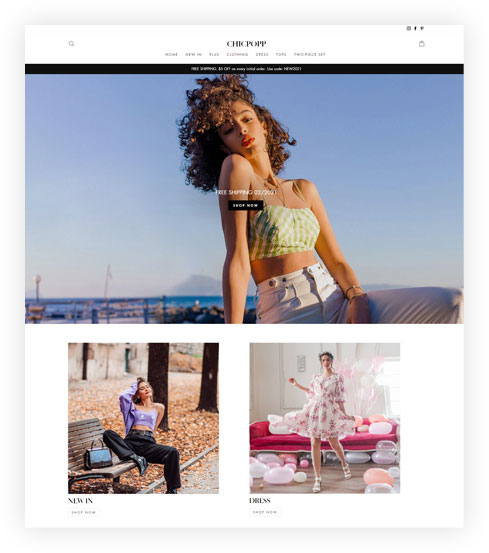 CHICPOPP
HOME NEW IN PLUS CLOTHING DRESS TOPS TWO-PIECE SET
FREE SHIPPING. $5 OFF on every initial order. Use code: NEW2021
FREE SHIPPING 02/2021
SHOP NOW
NEW IN
SHOP NOW
DRESS
SHOP NOW